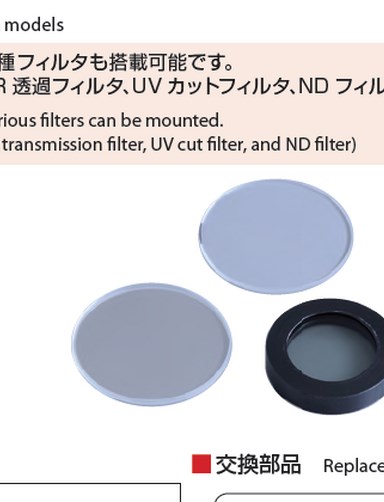 models
種フィルタも搭載可能です。
R 透過フィルタ、UV カットフィルタ、ND フィル
rious filters can be mounted.
transmission filter, UV cut filter, and ND filter)
■交換部品 Replace